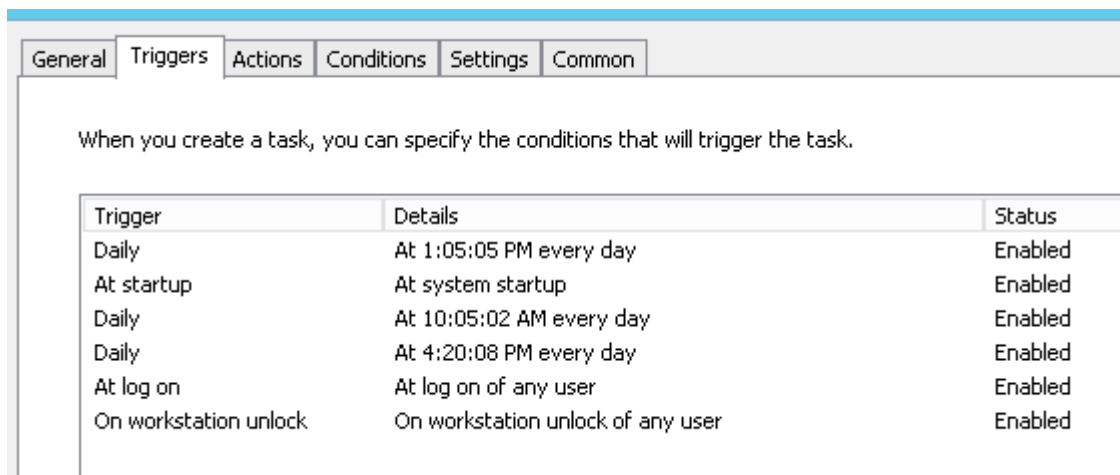 General Triggers Actions Conditions Settings Common
When you create a task, you can specify the conditions that will trigger the task.
Trigger Details Status
Daily At 1:05:05 PM every day Enabled
At startup At system startup Enabled
Daily At 10:05:02 AM every day Enabled
Daily At 4:20:08 PM every day Enabled
At log on At log on of any user Enabled
On workstation unlock On workstation unlock of any user Enabled